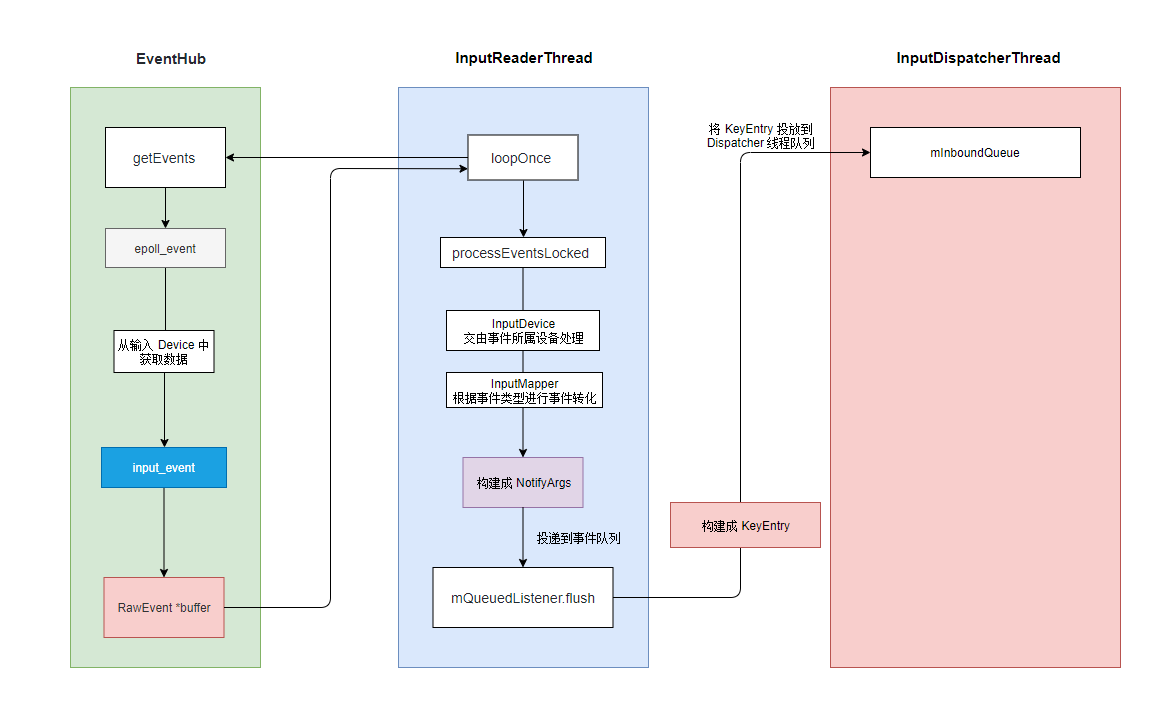 EventHub
getEvents
epoll_event
从输入 Device 中
获取数据
input_event
RawEvent *buffer
InputReaderThread
loopOnce
processEventsLocked
InputDevice
交由事件所属设备处理
InputMapper
根据事件类型进行事件转化
构建成 NotifyArgs
投递到事件队列
mQueuedListener.flush
构建成 KeyEntry
将 KeyEntry 投放到
Dispatcher 线程队列
InputDispatcherThread
mInboundQueue